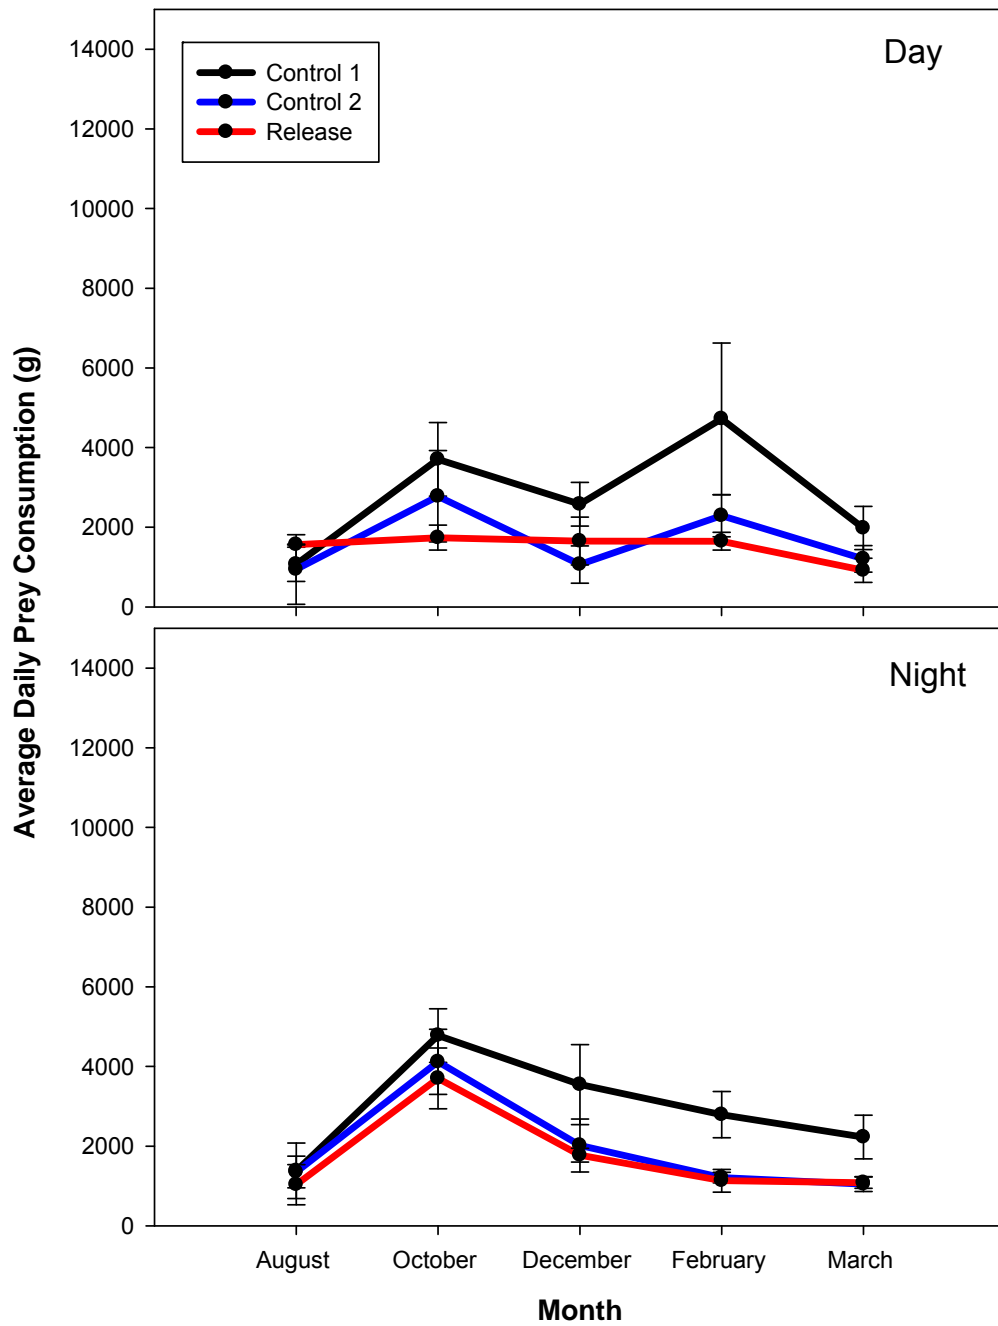 Day
Control 1
Control 2
Release
14000
12000
10000
8000
6000
4000
2000
0
Average Daily Prey Consumption (g)
Night
14000
12000
10000
8000
6000
4000
2000
0
August October December February March
Month